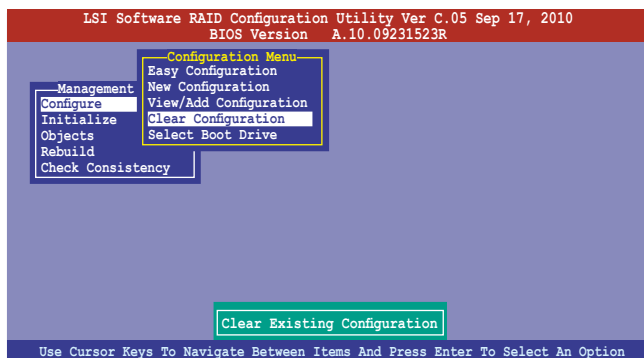 LSI Software RAID Configuration Utility Ver C.05 Sep 17, 2010
BIOS Version A.10.09231523R
Configuration Menu
Easy Configuration
New Configuration
View/Add Configuration
Clear Configuration
Select Boot Drive
Management
Configure
Initialize
Objects
Rebuild
Check Consistency
Clear Existing Configuration
Use Cursor Keys To Navigate Between Items And Press Enter To Select An Option